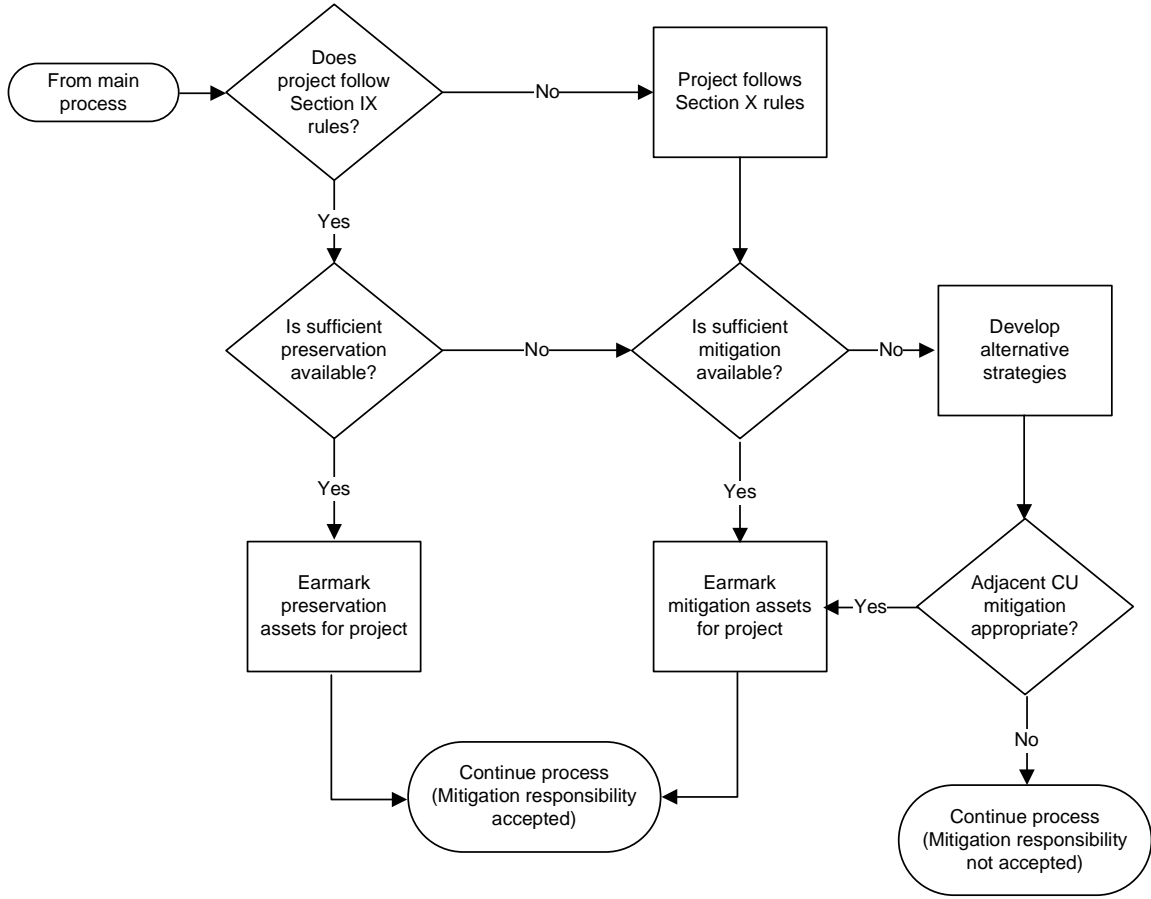 From main
process
Does
project follow
Section IX
rules?
No
Project follows
Section X rules
Yes
Is sufficient
preservation
available?
No
Is sufficient
mitigation
available?
No
Develop
alternative
strategies
Yes
Yes
Earmark
preservation
assets for project
Earmark
mitigation assets
for project
Yes
Adjacent CU
mitigation
appropriate?
No
Continue process
(Mitigation responsibility
accepted)
Continue process
(Mitigation responsibility
not accepted)